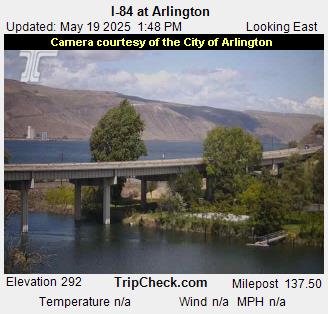 I-84 at Arlington
Updated: May 19 2025 1:48 PM Looking East
Camera courtesy of the City of Arlington
Elevation 292 TripCheck.com Milepost 137.50
Temperature n/a Wind n/a MPH n/a